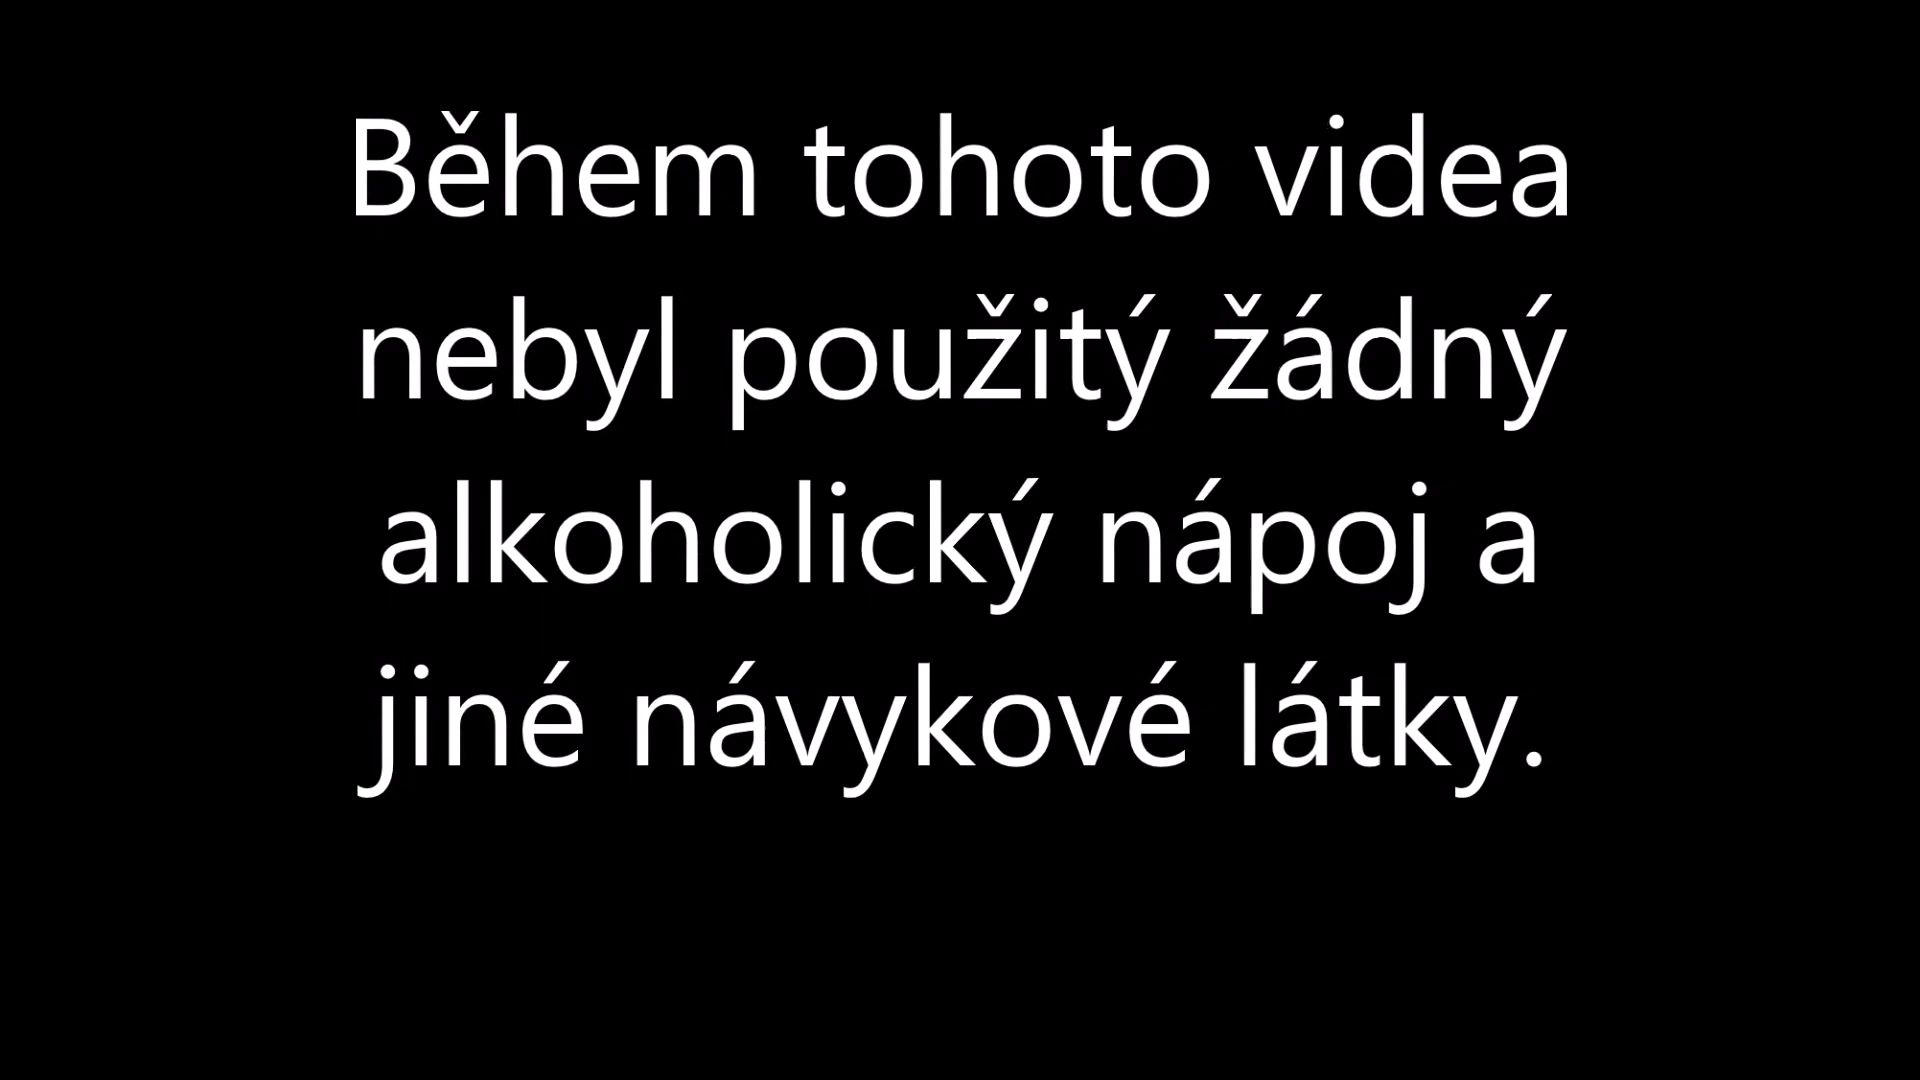 Během tohoto videa
nebyl použitý žádný
alkoholický nápoj a
jiné návykové látky.